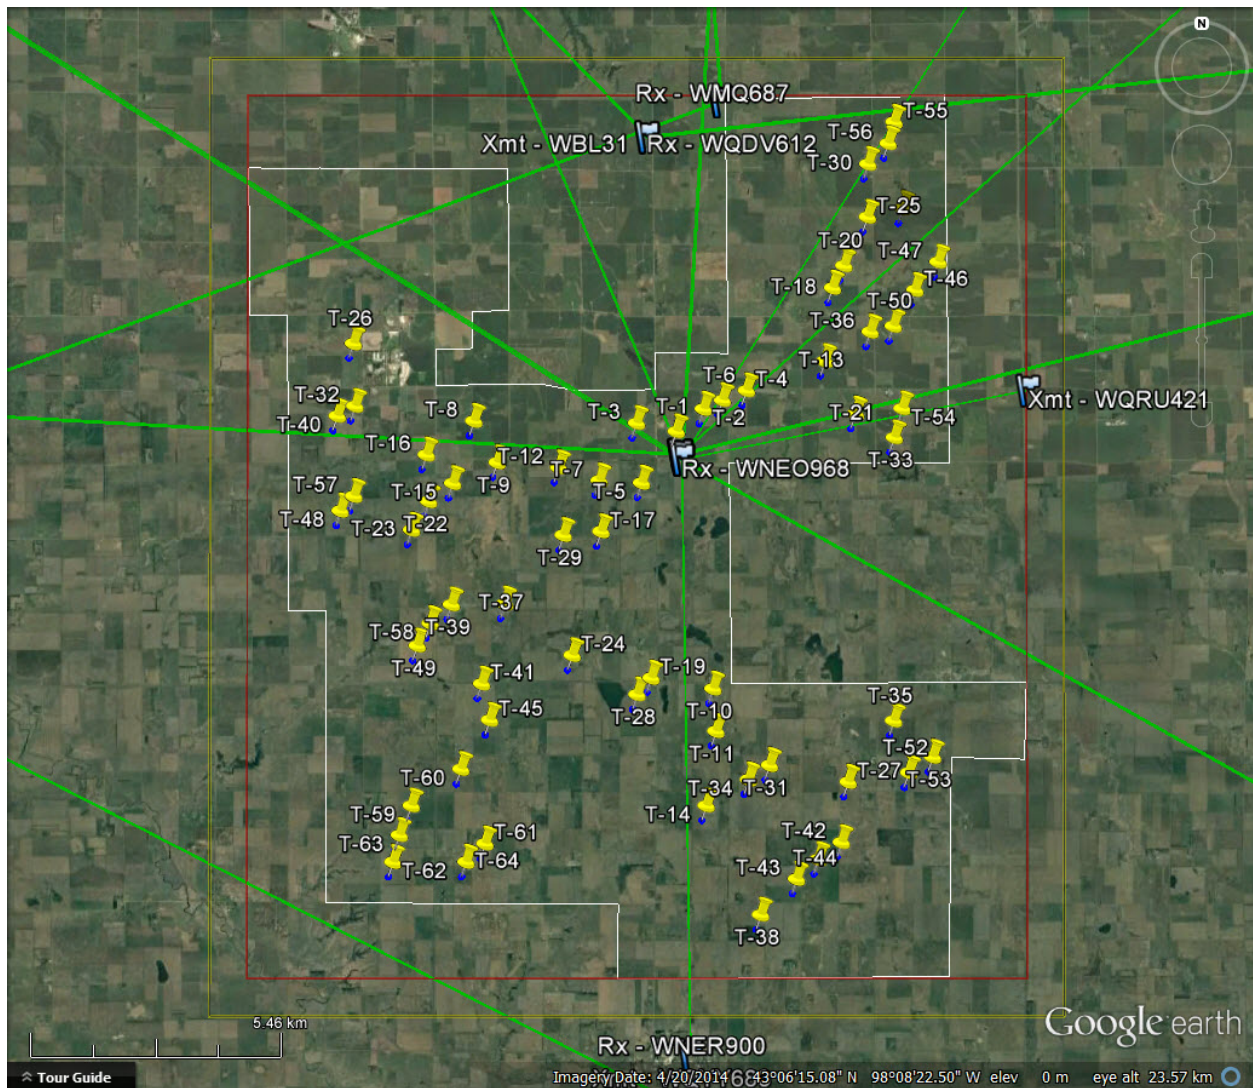 N
Rx - WMQ687
T-55
T-56
Xmt - WBL31
Rx - WQDV612
T-30
T-25
T-20
T-47
T-46
T-18
T-50
T-26
T-36
T-13
T-6
T-4
T-32
T-8
T-3
T-1
T-2
T-21
T-54
Xmt - WQRU421
T-40
T-16
T-12
T-7
Rx - WNEO968
T-33
T-57
T-15
T-9
T-5
T-48
T-23
T-22
T-17
T-29
T-37
T-58
T-39
T-49
T-24
T-41
T-19
T-45
T-28
T-10
T-35
T-11
T-52
T-60
T-34
T-31
T-27
T-53
T-59
T-14
T-63
T-61
T-42
T-62
T-64
T-43
T-44
T-38
5.46 km
Google earth
Rx - WNER900
Tour Guide
Imagery Date: 4/20/2014 43°06'15.08" N 98°08'22.50" W elev 0 m eye alt 23.57 km